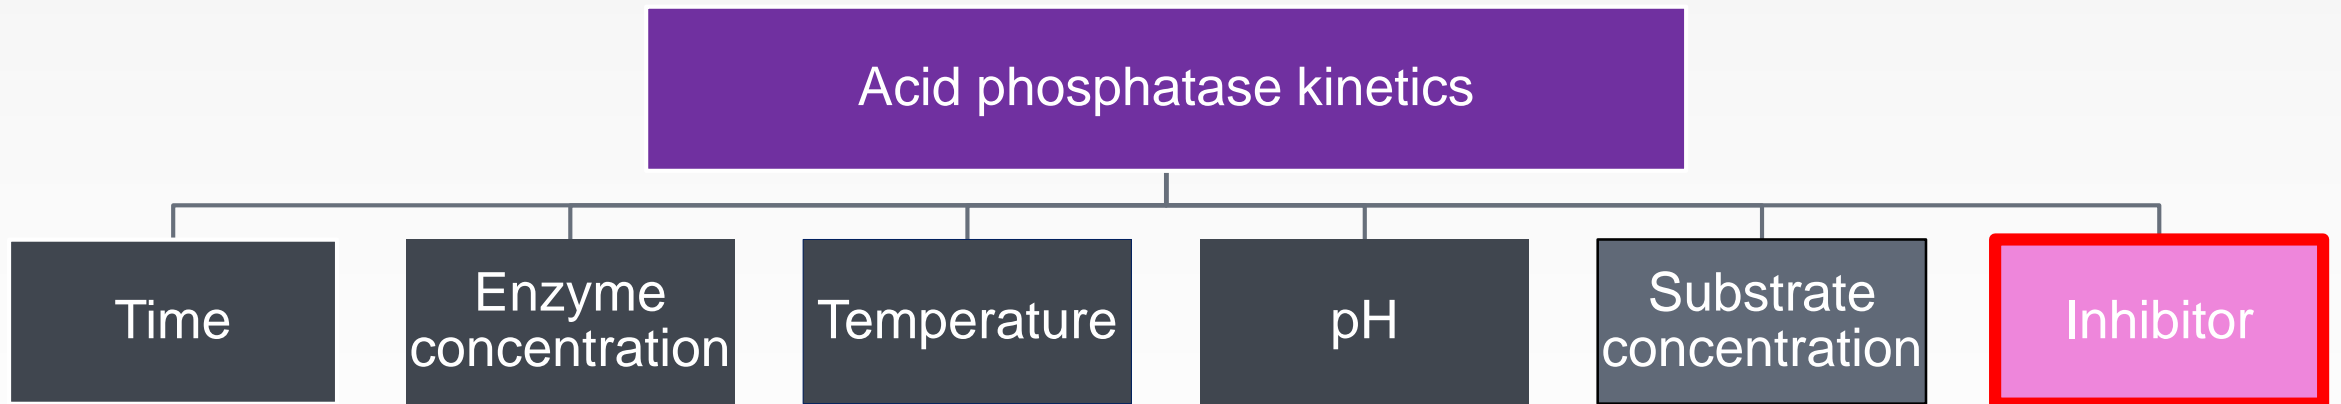 Acid phosphatase kinetics
Time
Enzyme
concentration
Temperature
pH
Substrate
concentration
Inhibitor